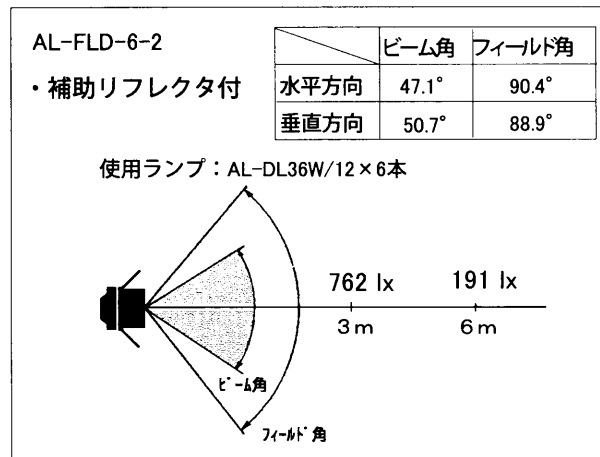 AL-FLD-6-2
・補助リフレクタ付
ビーム角 フィールド角
水平方向 47.1° 90.4°
垂直方向 50.7° 88.9°
使用ランプ：AL-DL36W/12×6本
762 lx 191 lx
3m 6m
ﾋﾞｰﾑ角
ﾌｨｰﾙﾄﾞ角